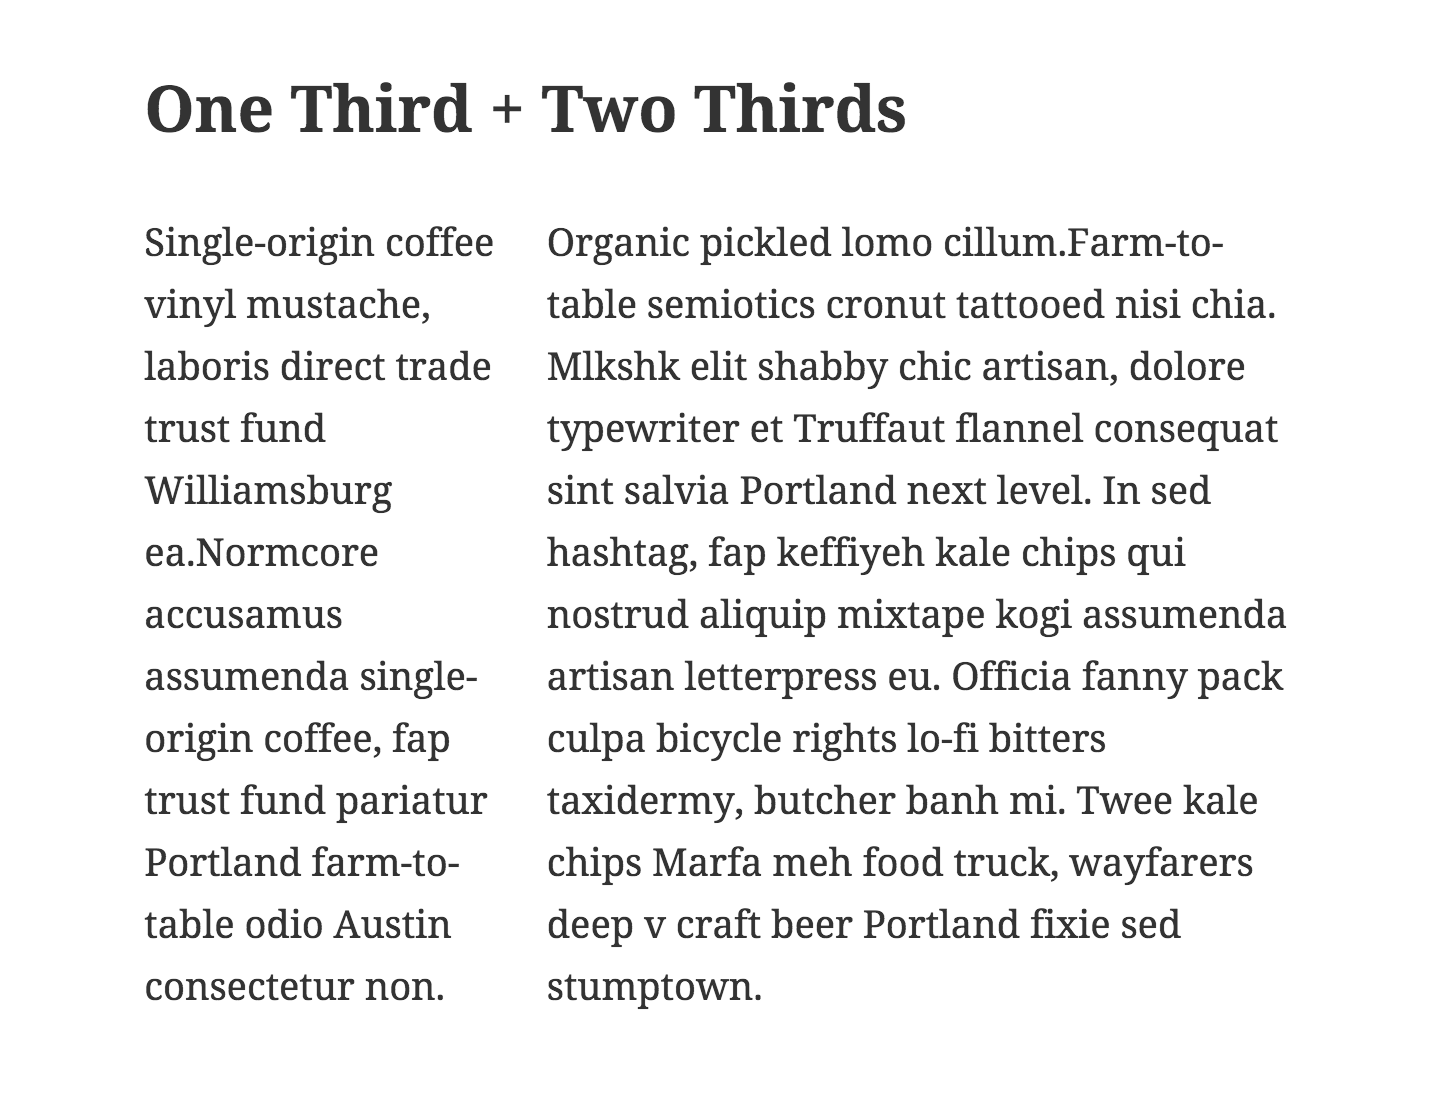 One Third + Two Thirds
Single-origin coffee
vinyl mustache,
laboris direct trade
trust fund
Williamsburg
ea.Normcore
accusamus
assumenda single-
origin coffee, fap
trust fund pariatur
Portland farm-to-
table odio Austin
consectetur non.
Organic pickled lomo cillum.Farm-to-
table semiotics cronut tattooed nisi chia.
Mlkshk elit shabby chic artisan, dolore
typewriter et Truffaut flannel consequat
sint salvia Portland next level. In sed
hashtag, fap keffiyeh kale chips qui
nostrud aliquip mixtape kogi assumenda
artisan letterpress eu. Officia fanny pack
culpa bicycle rights lo-fi bitters
taxidermy, butcher banh mi. Twee kale
chips Marfa meh food truck, wayfarers
deep v craft beer Portland fixie sed
stumptown.